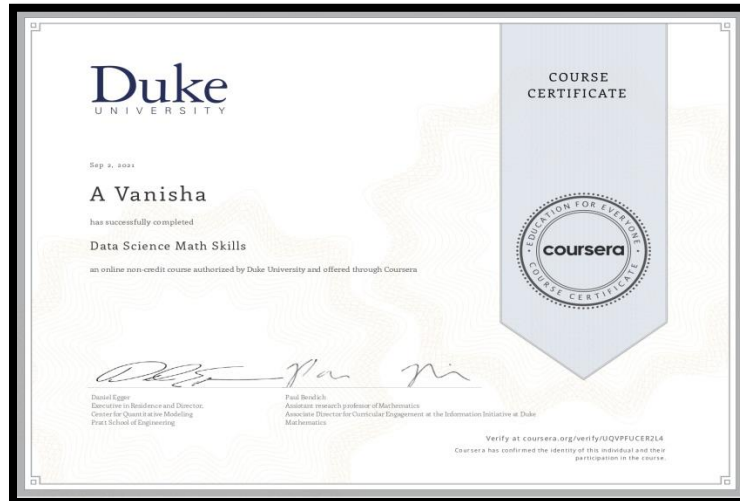 Duke
UNIVERSITY
COURSE
CERTIFICATE
Sep 2, 2021
A Vanisha
has successfully completed
Data Science Math Skills
an online non-credit course authorized by Duke University and offered through Coursera
EDUCATION FOR EVERYONE
coursera
COURSE CERTIFICATE
Daniel Egger
Executive in Residence and Director,
Center for Quantitative Modeling
Pratt School of Engineering
Paul Bendich
Assistant research professor of Mathematics
Associate Director for Curricular Engagement at the Information Initiative at Duke
Mathematics
Verify at coursera.org/verify/UQVPFUCER2L4
Coursera has confirmed the identity of this individual and their
participation in the course.